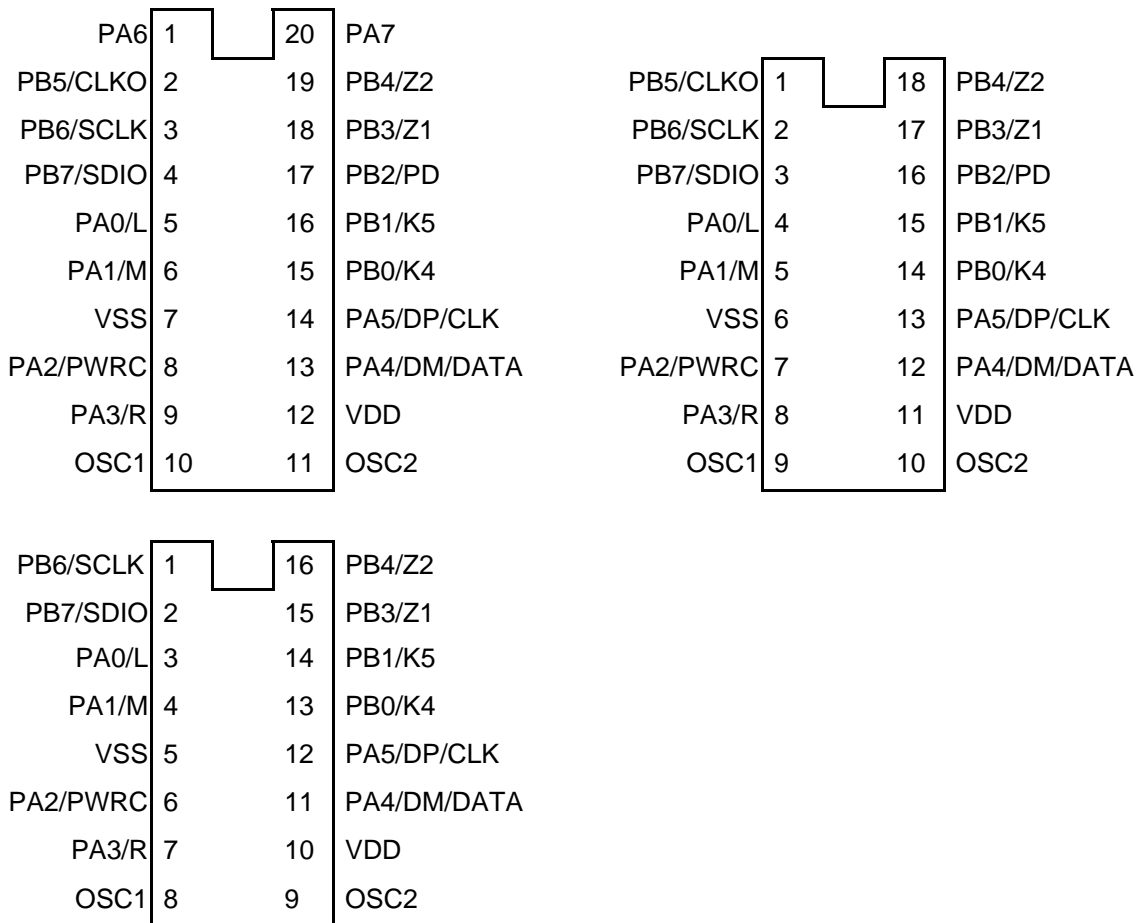 PA6 1 20 PA7
PB5/CLKO 2 19 PB4/Z2
PB6/SCLK 3 18 PB3/Z1
PB7/SDIO 4 17 PB2/PD
PA0/L 5 16 PB1/K5
PA1/M 6 15 PB0/K4
VSS 7 14 PA5/DP/CLK
PA2/PWRC 8 13 PA4/DM/DATA
PA3/R 9 12 VDD
OSC1 10 11 OSC2
PB5/CLKO 1 18 PB4/Z2
PB6/SCLK 2 17 PB3/Z1
PB7/SDIO 3 16 PB2/PD
PA0/L 4 15 PB1/K5
PA1/M 5 14 PB0/K4
VSS 6 13 PA5/DP/CLK
PA2/PWRC 7 12 PA4/DM/DATA
PA3/R 8 11 VDD
OSC1 9 10 OSC2
PB6/SCLK 1 16 PB4/Z2
PB7/SDIO 2 15 PB3/Z1
PA0/L 3 14 PB1/K5
PA1/M 4 13 PB0/K4
VSS 5 12 PA5/DP/CLK
PA2/PWRC 6 11 PA4/DM/DATA
PA3/R 7 10 VDD
OSC1 8 9 OSC2